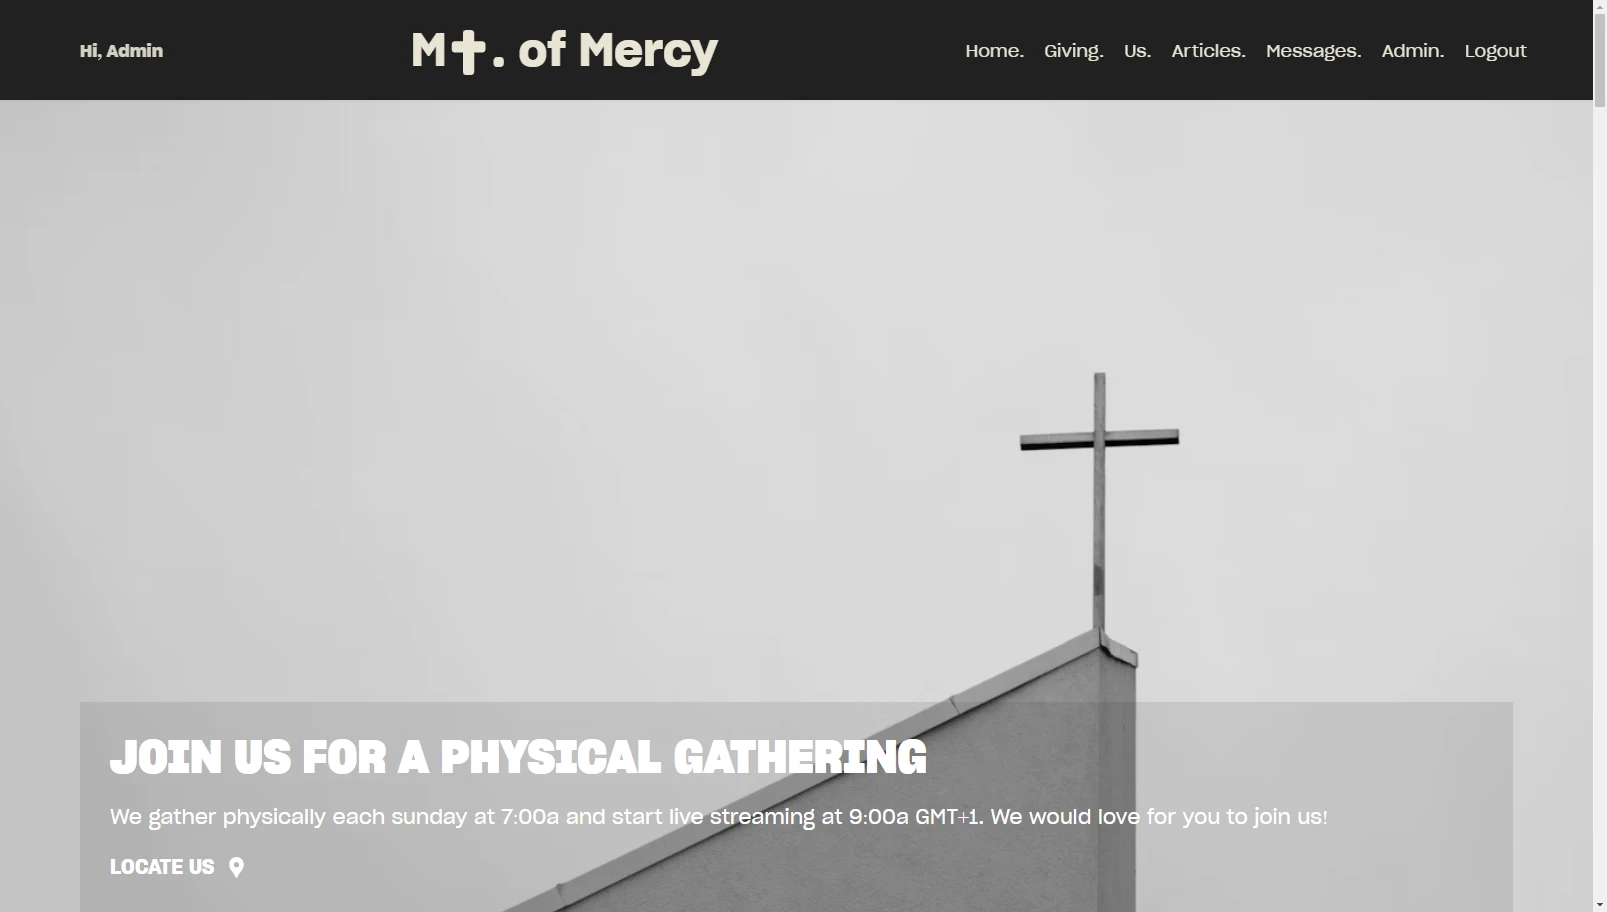 Hi, Admin
M✝. of Mercy
Home. Giving. Us. Articles. Messages. Admin. Logout
JOIN US FOR A PHYSICAL GATHERING
We gather physically each sunday at 7:00a and start live streaming at 9:00a GMT+1. We would love for you to join us!
LOCATE US